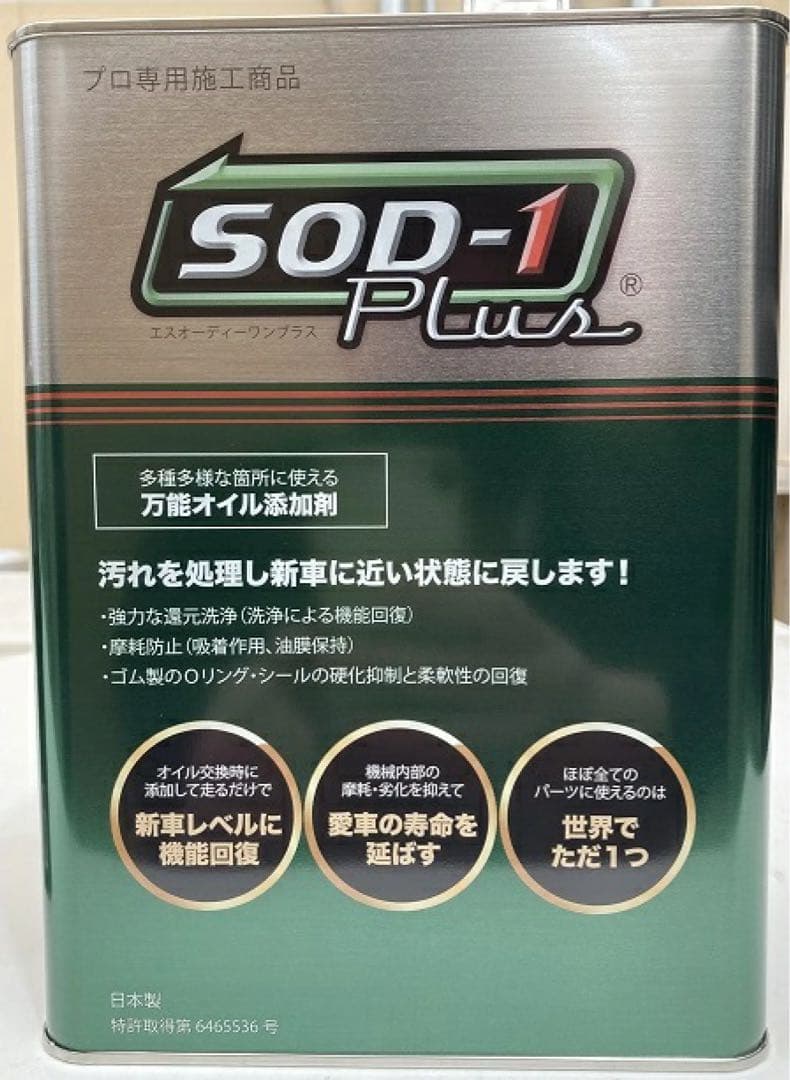 プロ専用施工商品
SOD-1
Plus®
エスオーディーワンプラス
多種多様な箇所に使える
万能オイル添加剤
汚れを処理し新車に近い状態に戻します!
・強力な還元洗浄(洗浄による機能回復)
・摩耗防止(吸着作用、油膜保持)
・ゴム製のOリング・シールの硬化抑制と柔軟性の回復
オイル交換時に
添加して走るだけで
新車レベルに
機能回復
機械内部の
摩耗・劣化を抑えて
愛車の寿命を
延ばす
ほぼ全ての
パーツに使えるのは
世界で
ただ1つ
日本製
特許取得第6465536号